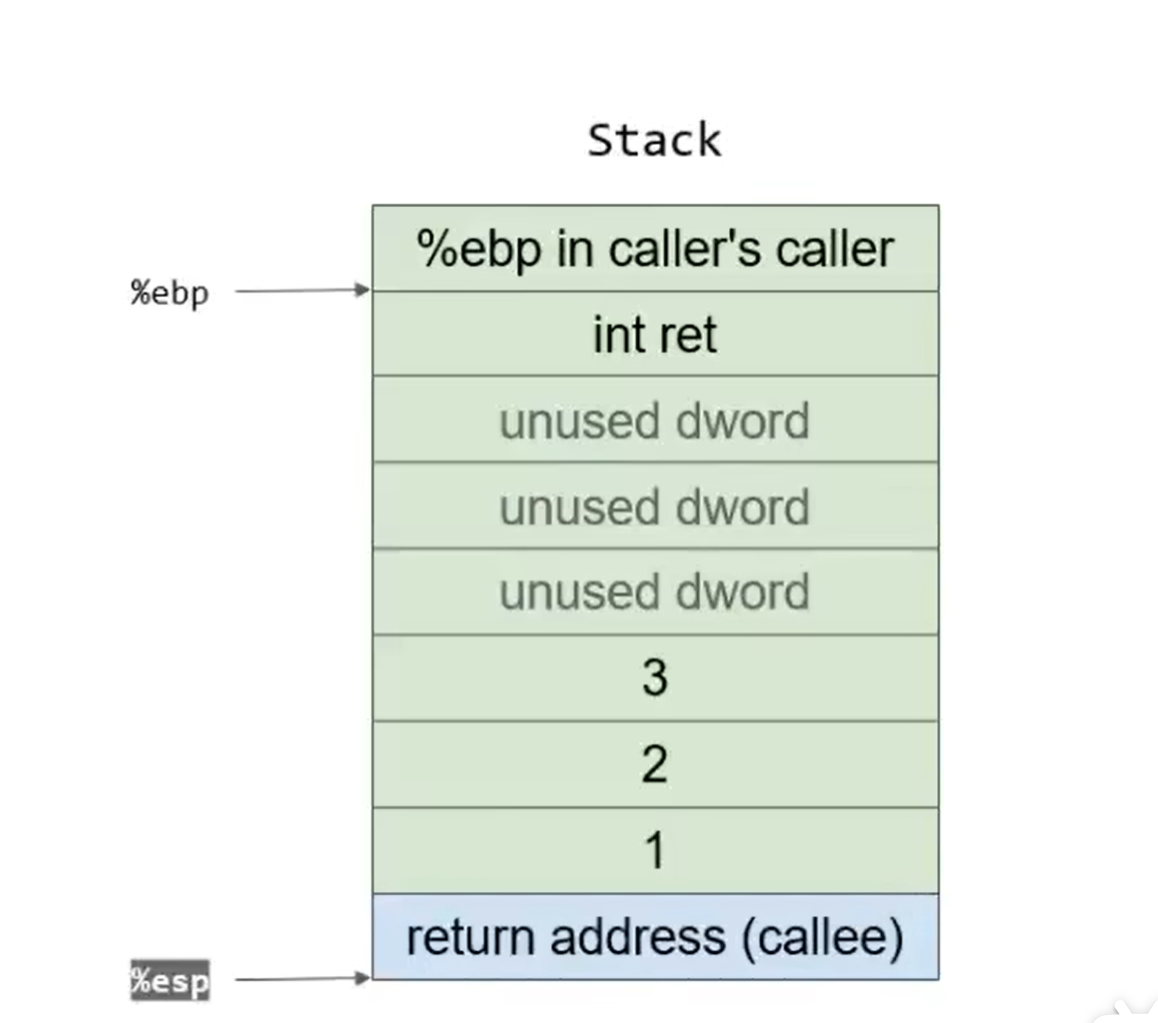 Stack
%ebp in caller's caller
%ebp
int ret
unused dword
unused dword
unused dword
3
2
1
return address (callee)
%esp